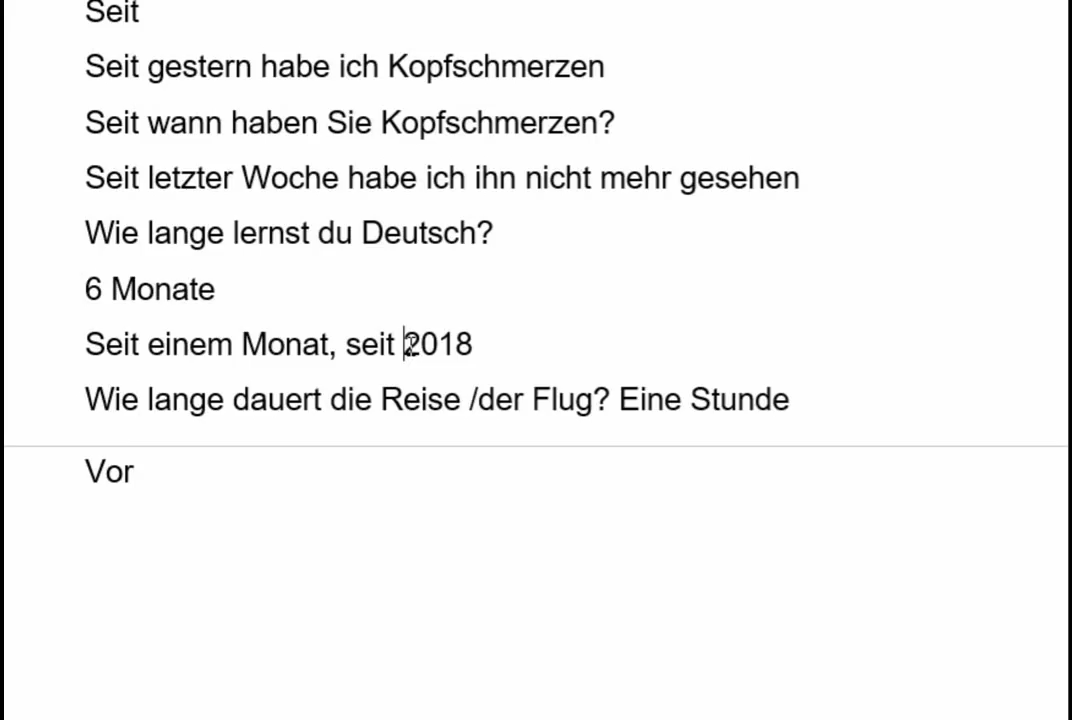 Seit
Seit gestern habe ich Kopfschmerzen
Seit wann haben Sie Kopfschmerzen?
Seit letzter Woche habe ich ihn nicht mehr gesehen
Wie lange lernst du Deutsch?
6 Monate
Seit einem Monat, seit 2018
Wie lange dauert die Reise /der Flug? Eine Stunde
Vor